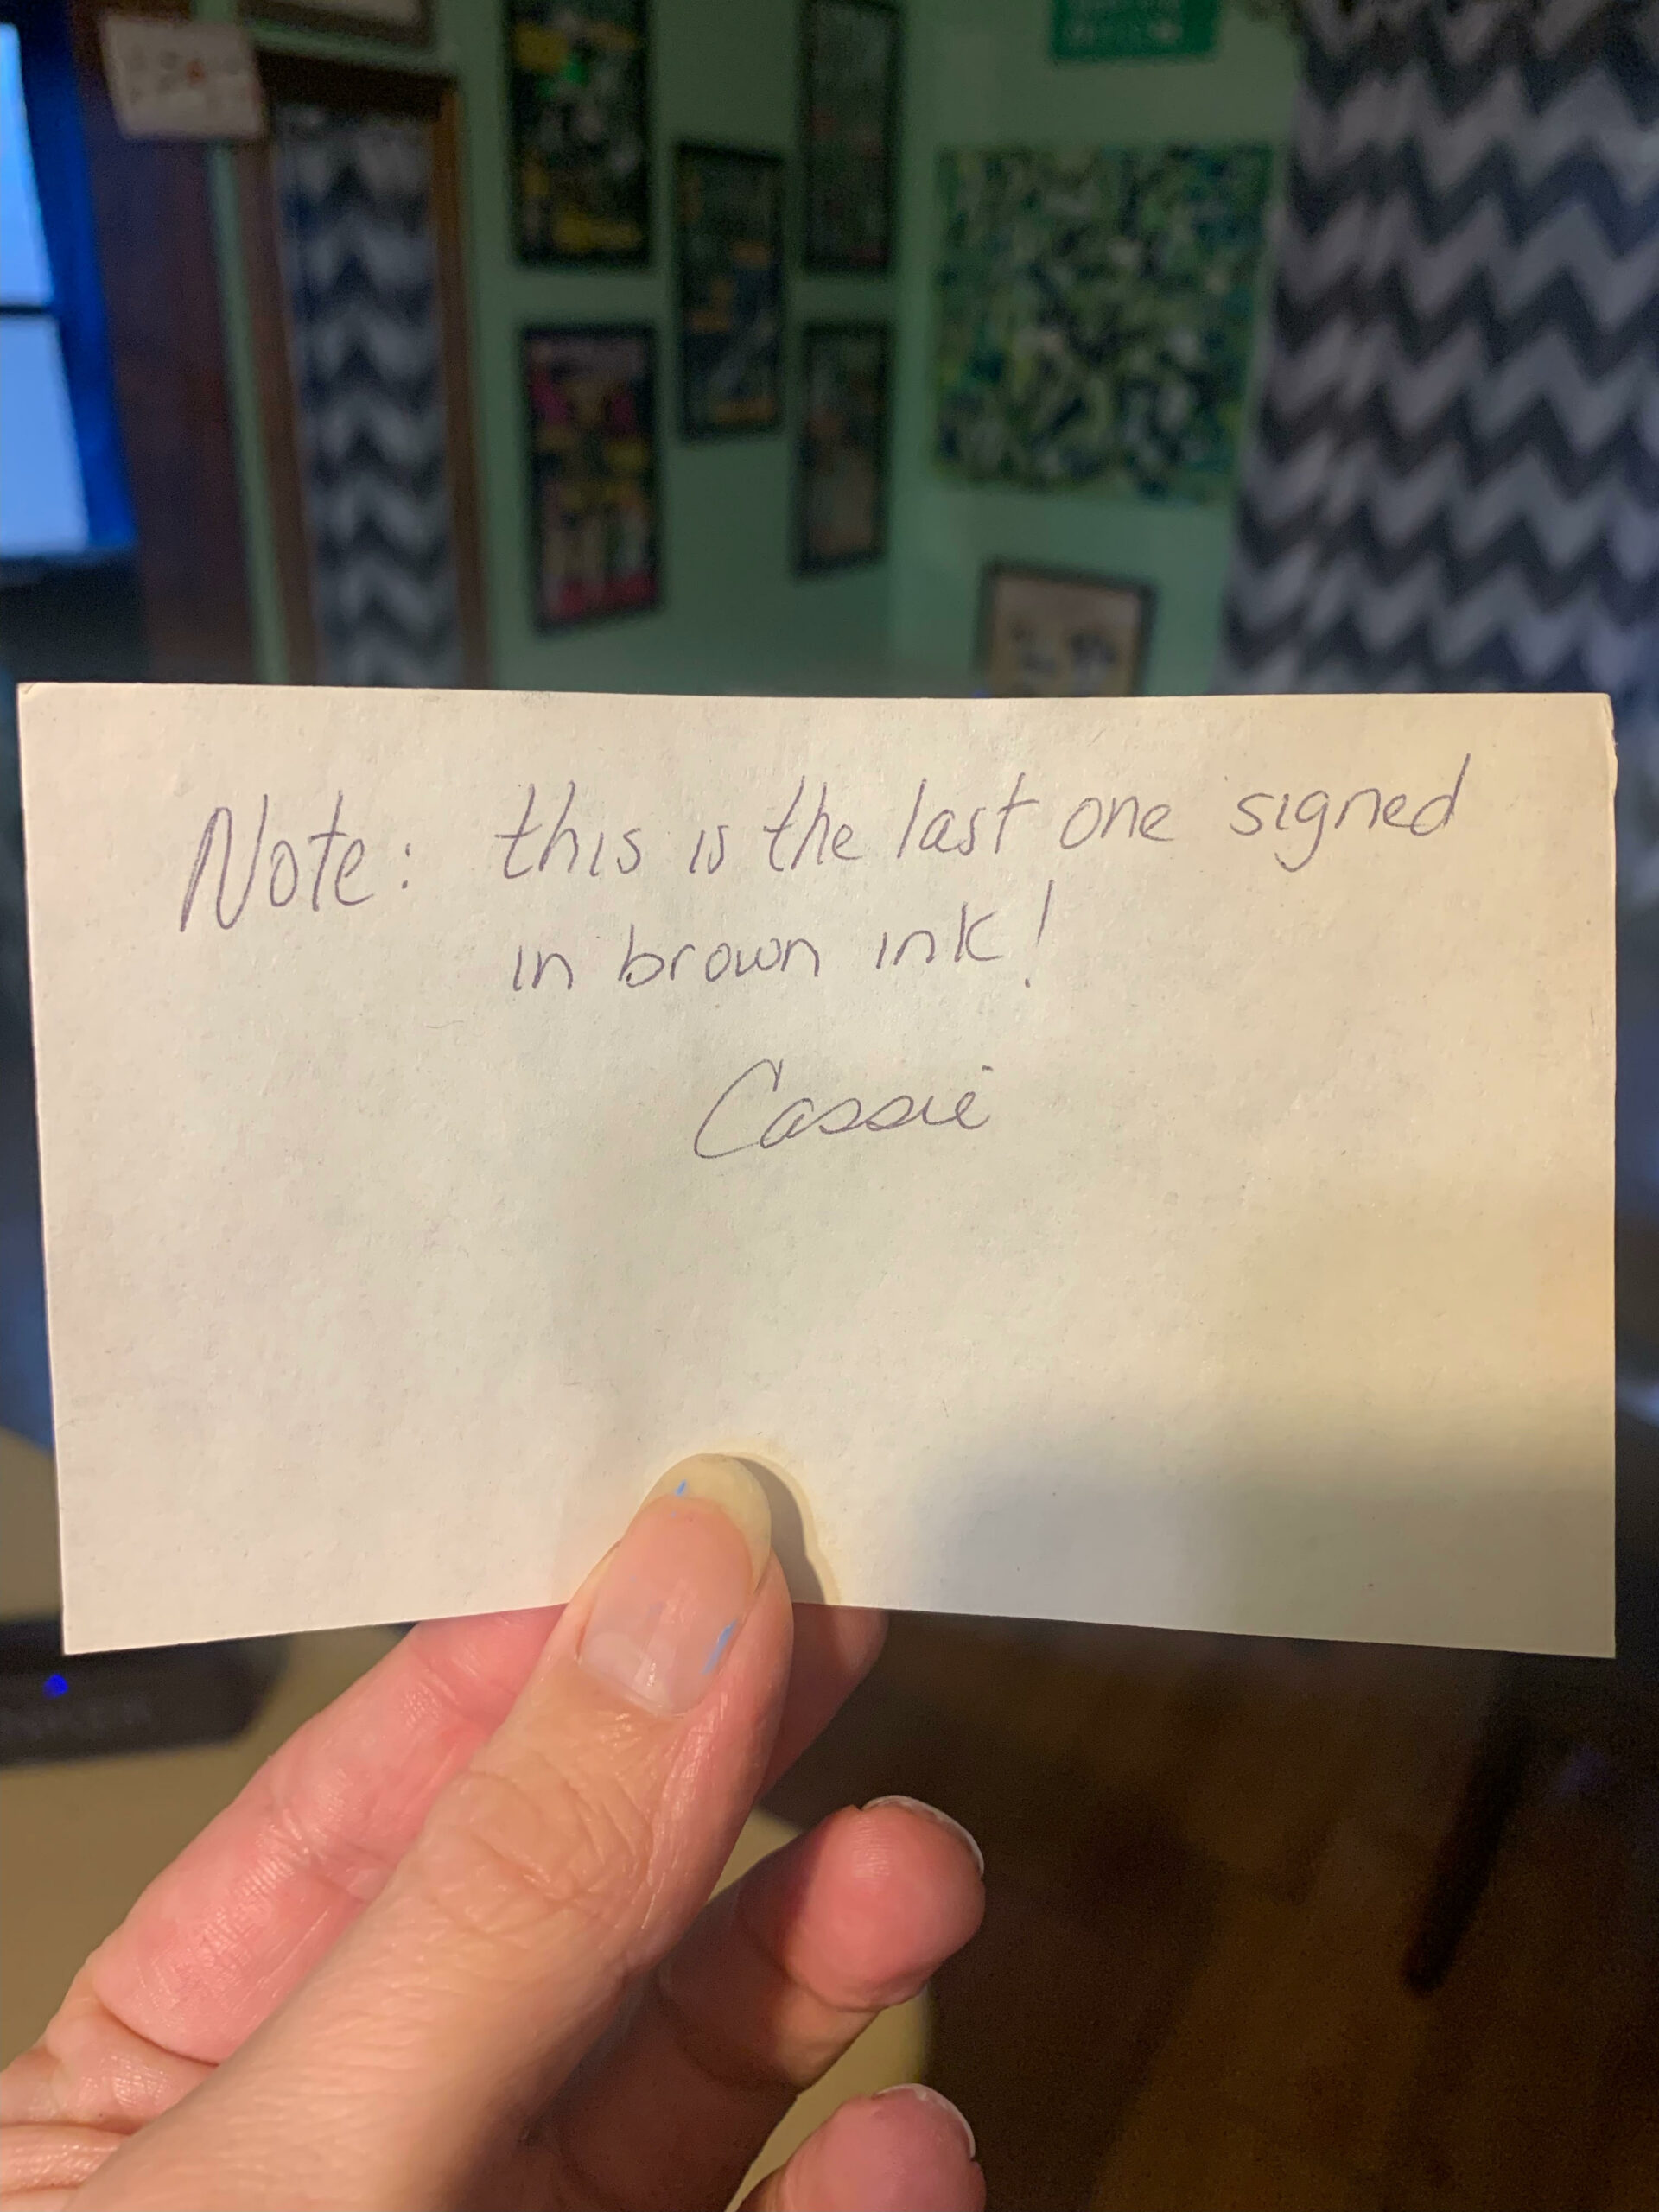 Note: this is the last one signed
in brown ink!
Cassie